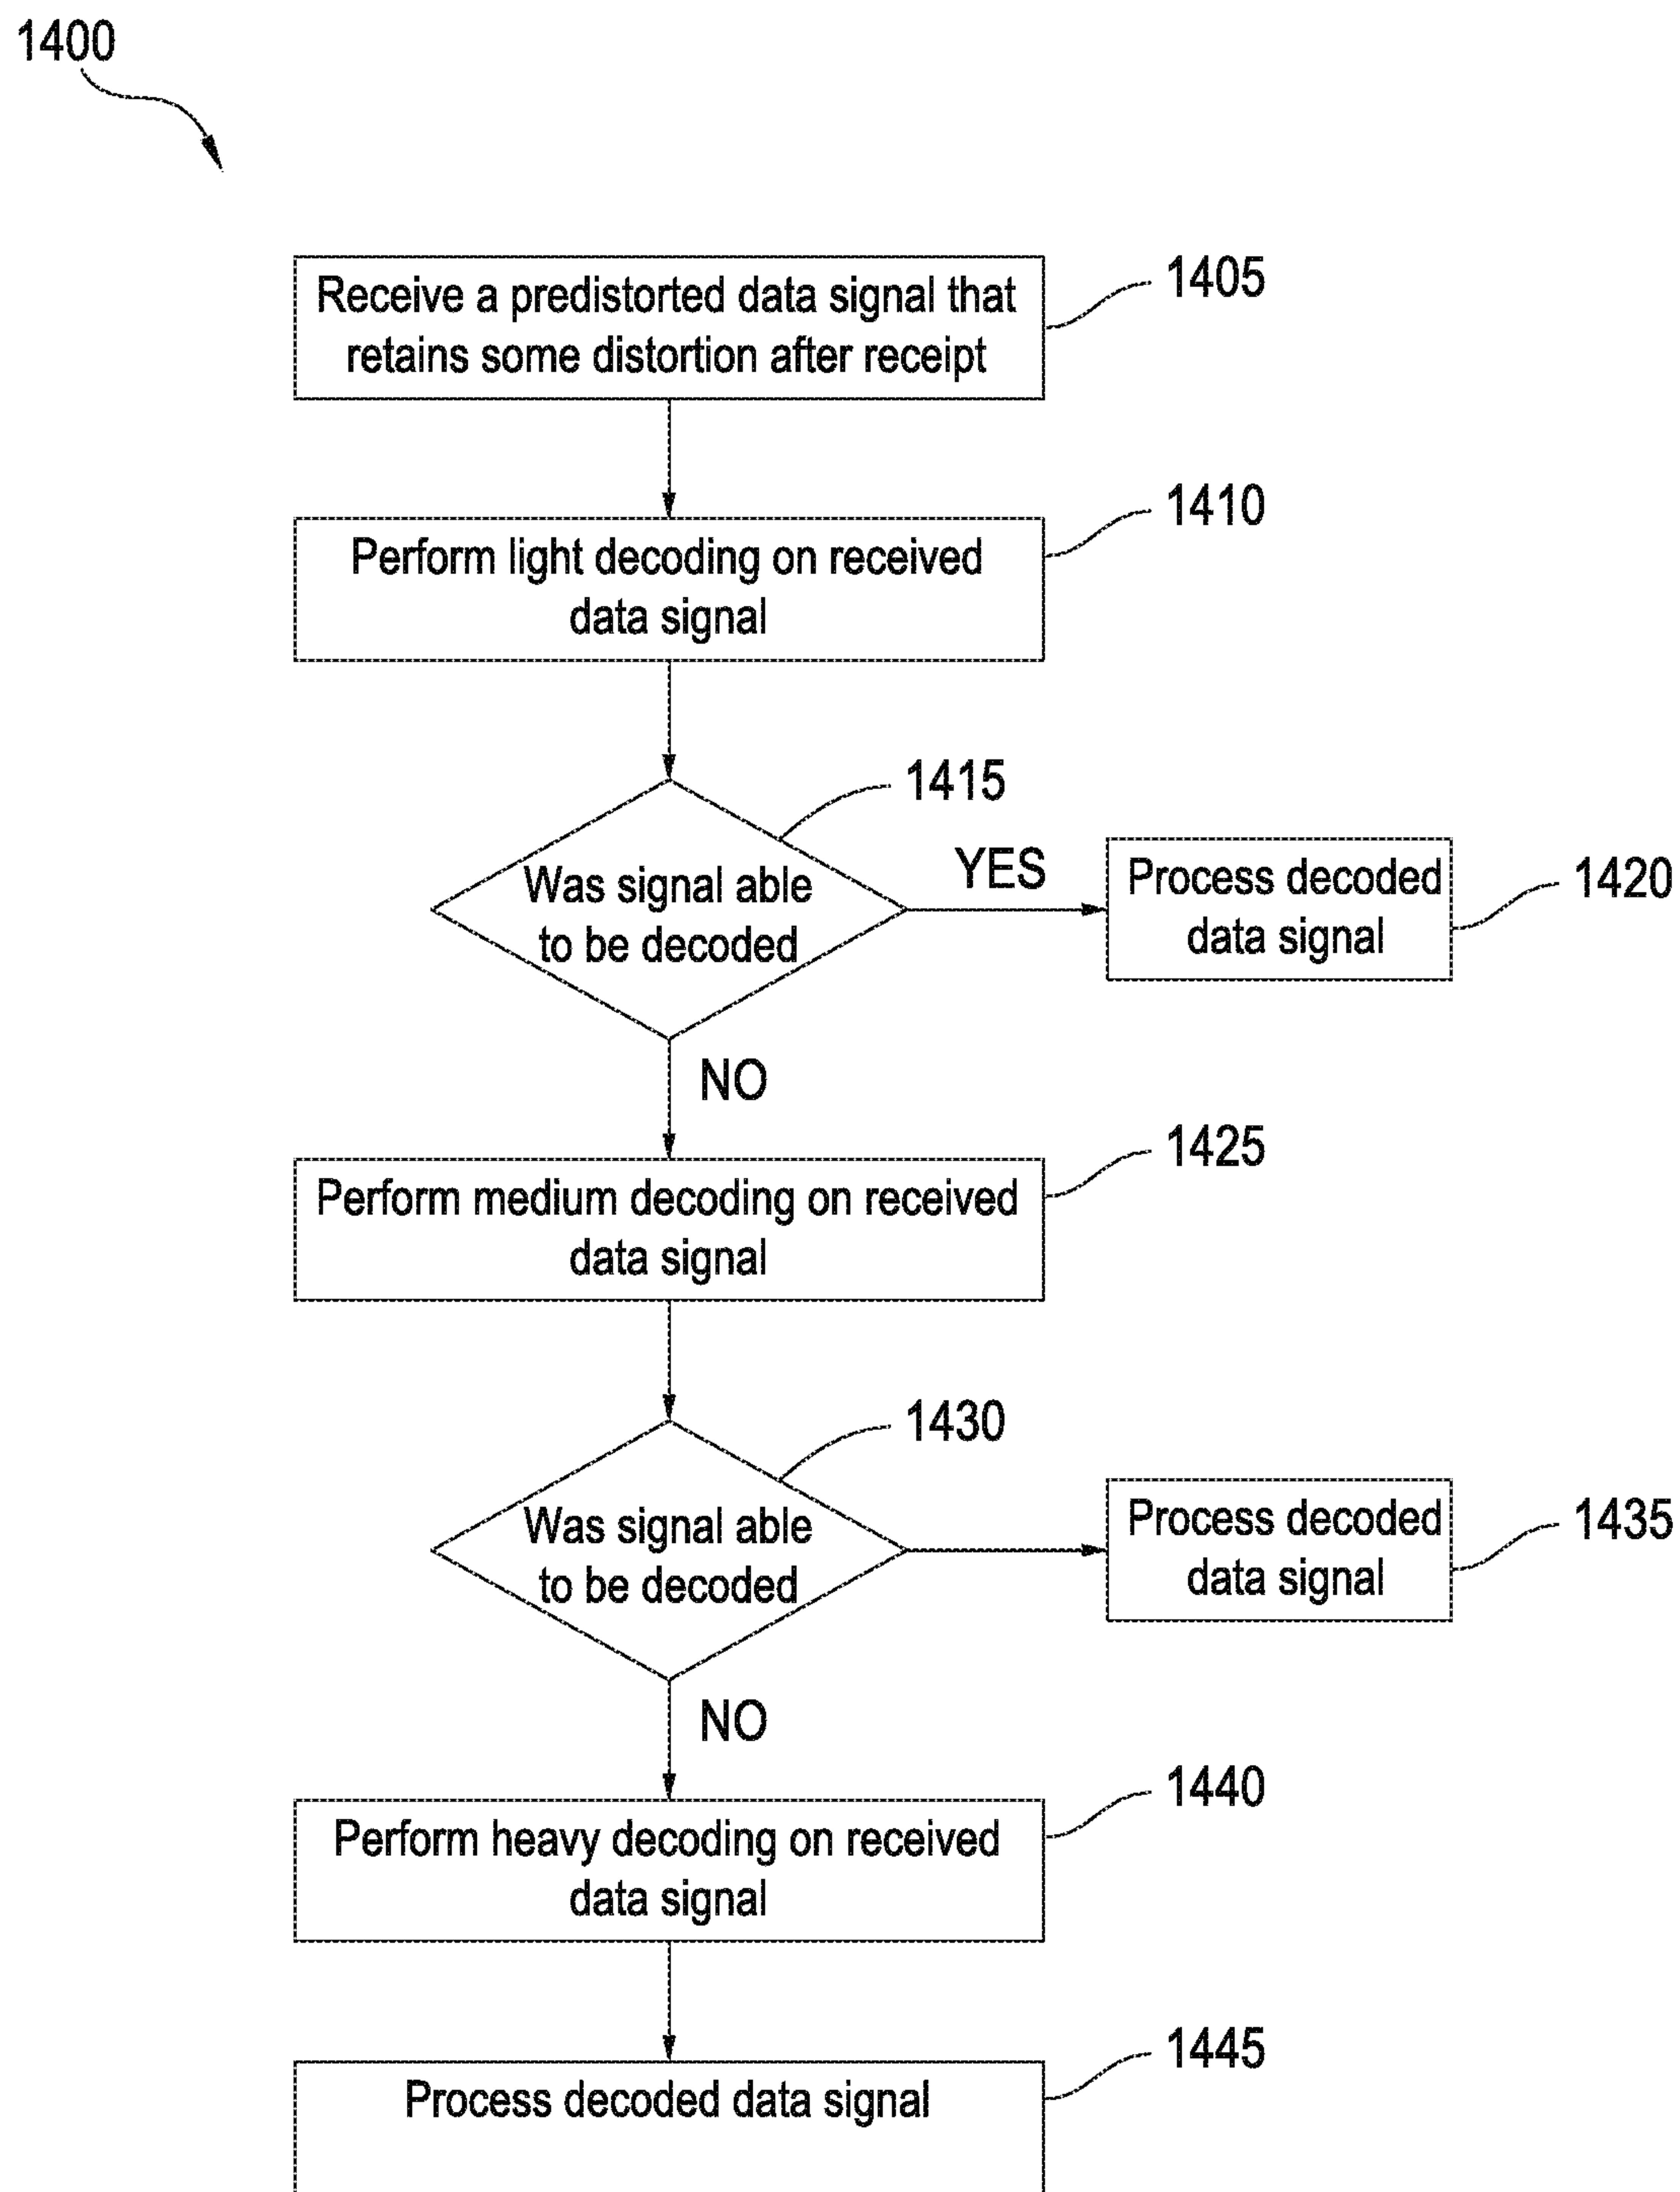 1400
Receive a predistorted data signal that
retains some distortion after receipt
1405
Perform light decoding on received
data signal
1410
1415
Was signal able
to be decoded
YES
Process decoded
data signal
1420
NO
Perform medium decoding on received
data signal
1425
1430
Was signal able
to be decoded
Process decoded
data signal
1435
NO
Perform heavy decoding on received
data signal
1440
Process decoded data signal
1445